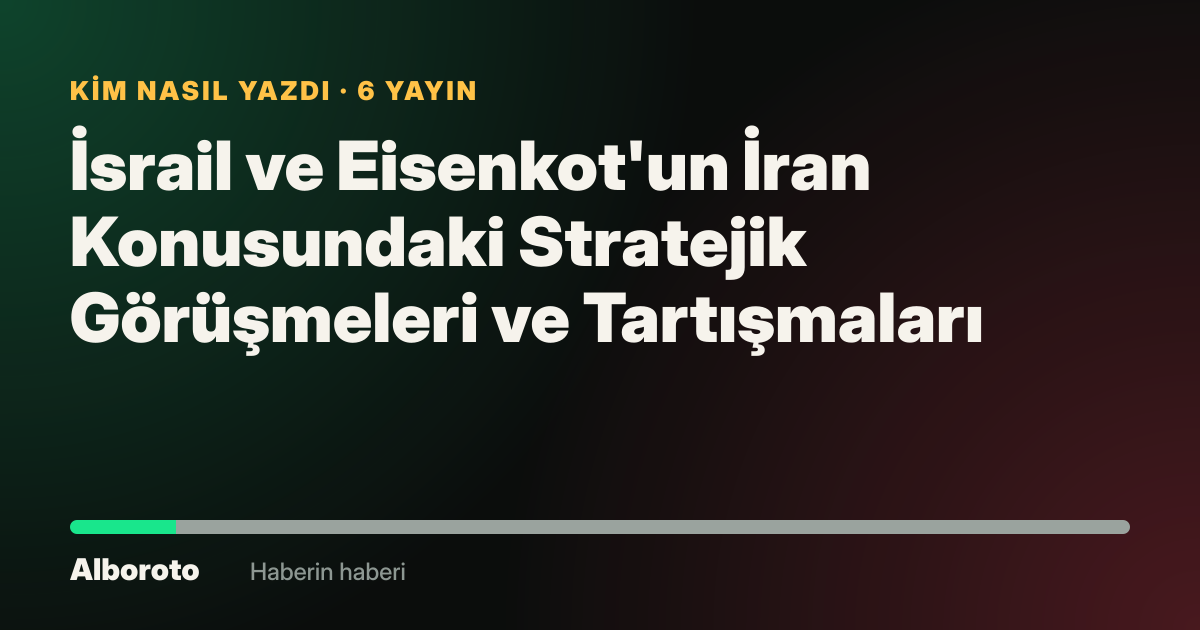 KİM NASIL YAZDI · 6 YAYIN
İsrail ve Eisenkot'un İran
Konusundaki Stratejik
Görüşmeleri ve Tartışmaları
Alboroto
Haberin haberi